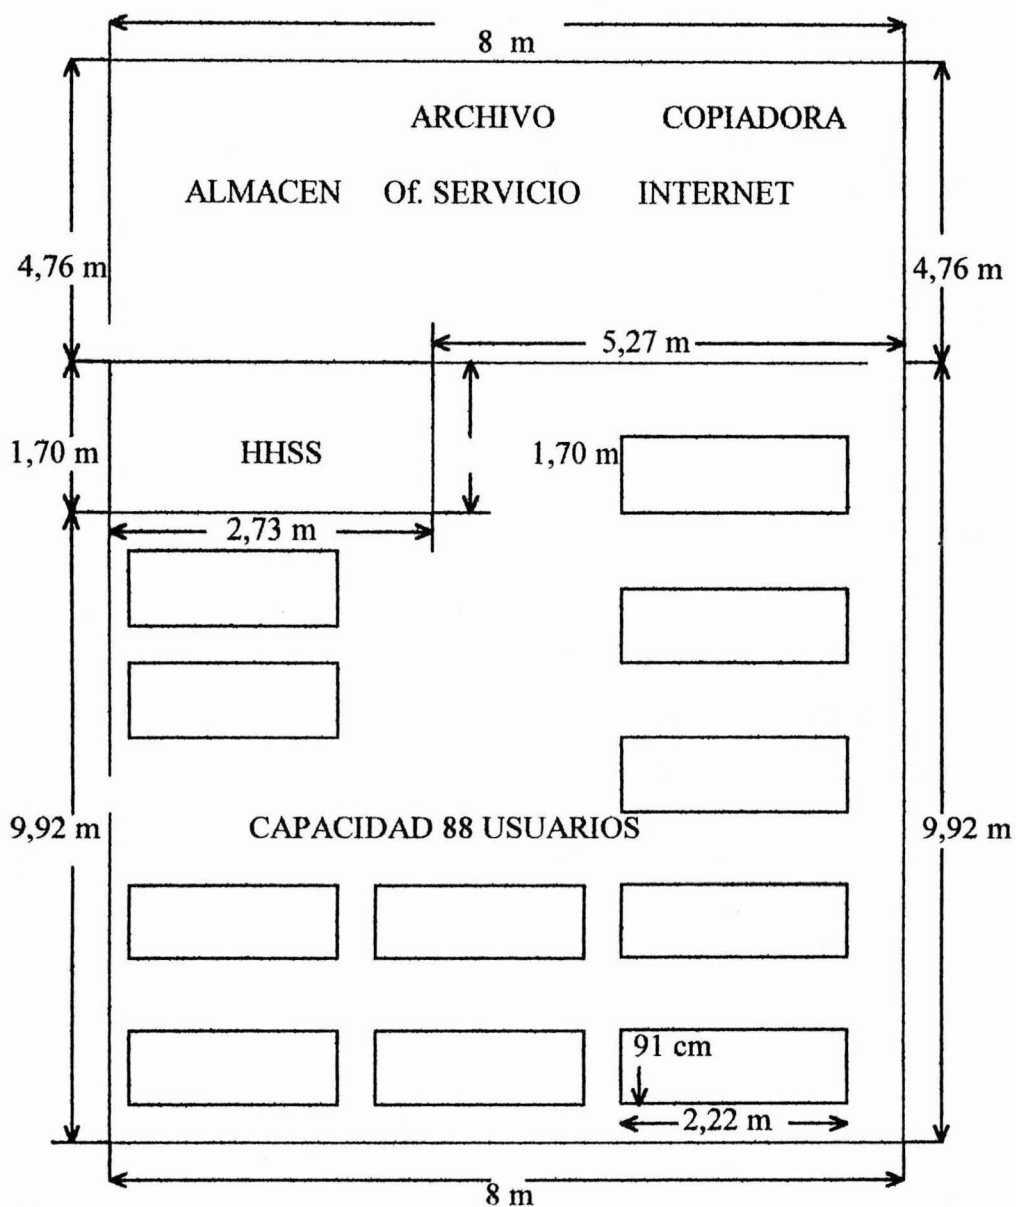 8 m
ARCHIVO COPIADORA
ALMACEN Of. SERVICIO INTERNET
4,76 m 4,76 m
5,27 m
1,70 m HHSS 1,70 m
2,73 m
9,92 m CAPACIDAD 88 USUARIOS 9,92 m
91 cm
2,22 m
8 m